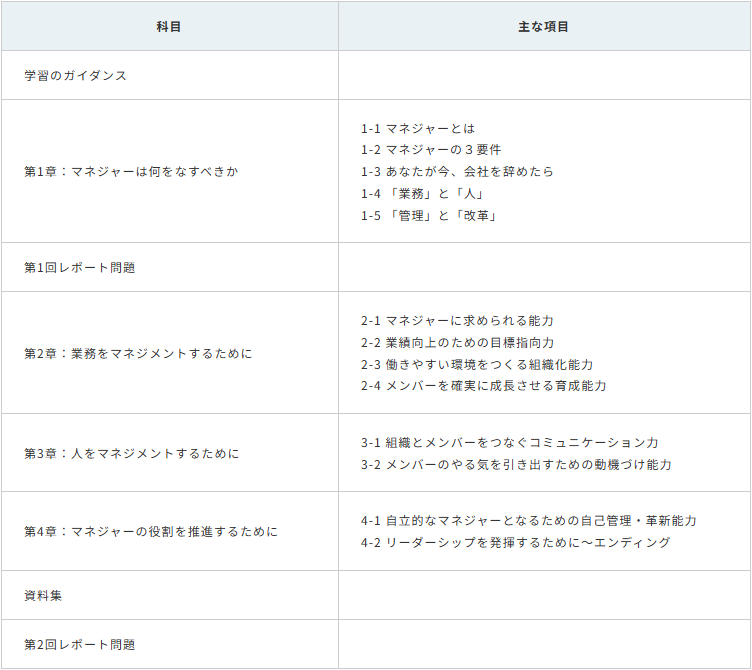 科目
主な項目
学習のガイダンス
第1章：マネジャーは何をなすべきか
1-1 マネジャーとは
1-2 マネジャーの３要件
1-3 あなたが今、会社を辞めたら
1-4 「業務」と「人」
1-5 「管理」と「改革」
第1回レポート問題
第2章：業務をマネジメントするために
2-1 マネジャーに求められる能力
2-2 業績向上のための目標指向力
2-3 働きやすい環境をつくる組織化能力
2-4 メンバーを確実に成長させる育成能力
第3章：人をマネジメントするために
3-1 組織とメンバーをつなぐコミュニケーション力
3-2 メンバーのやる気を引き出すための動機づけ能力
第4章：マネジャーの役割を推進するために
4-1 自立的なマネジャーとなるための自己管理・革新能力
4-2 リーダーシップを発揮するために～エンディング
資料集
第2回レポート問題